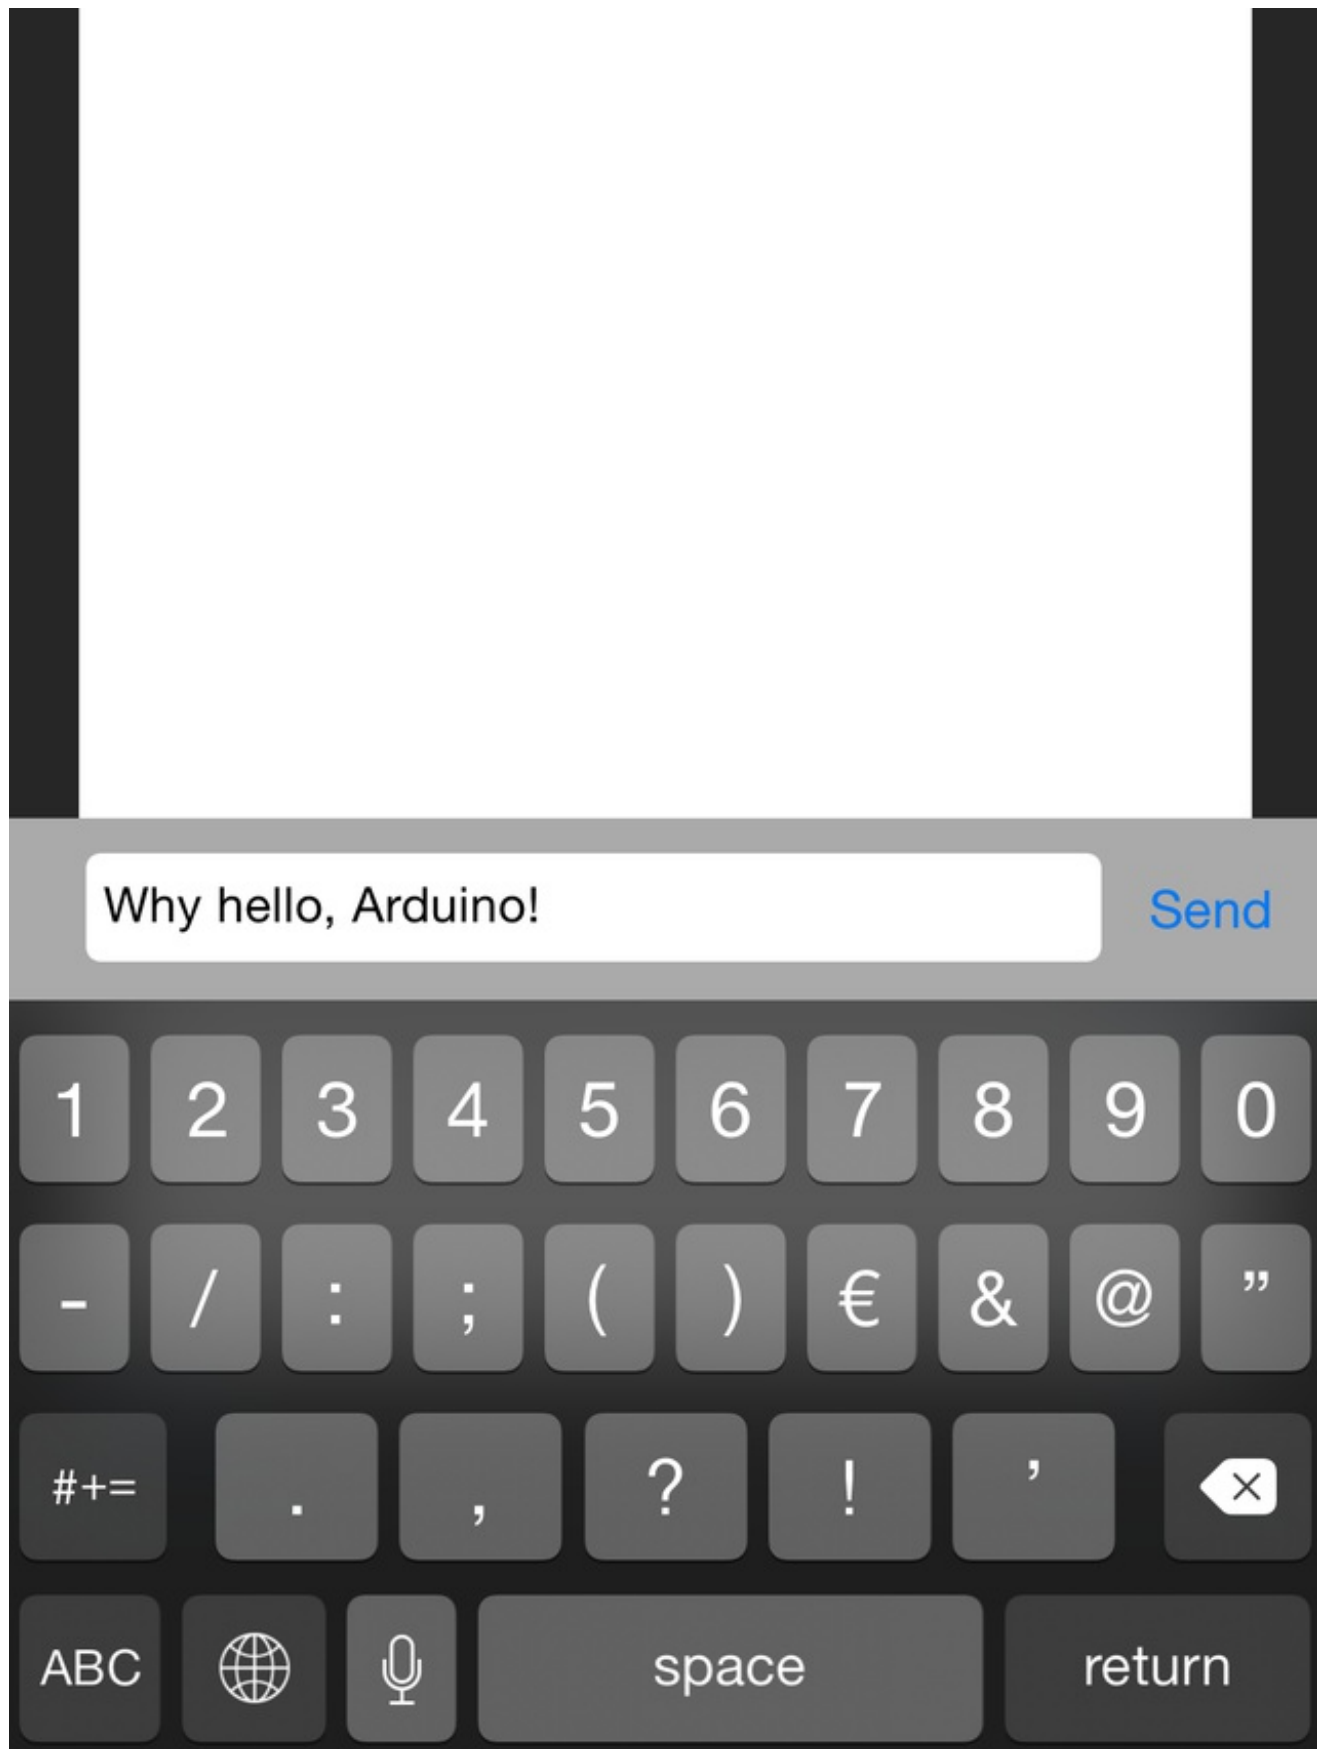 Why hello, Arduino! Send
1 2 3 4 5 6 7 8 9 0
- / : ; ( ) € & @ ”
#+= . , ? ! ’
ABC space return